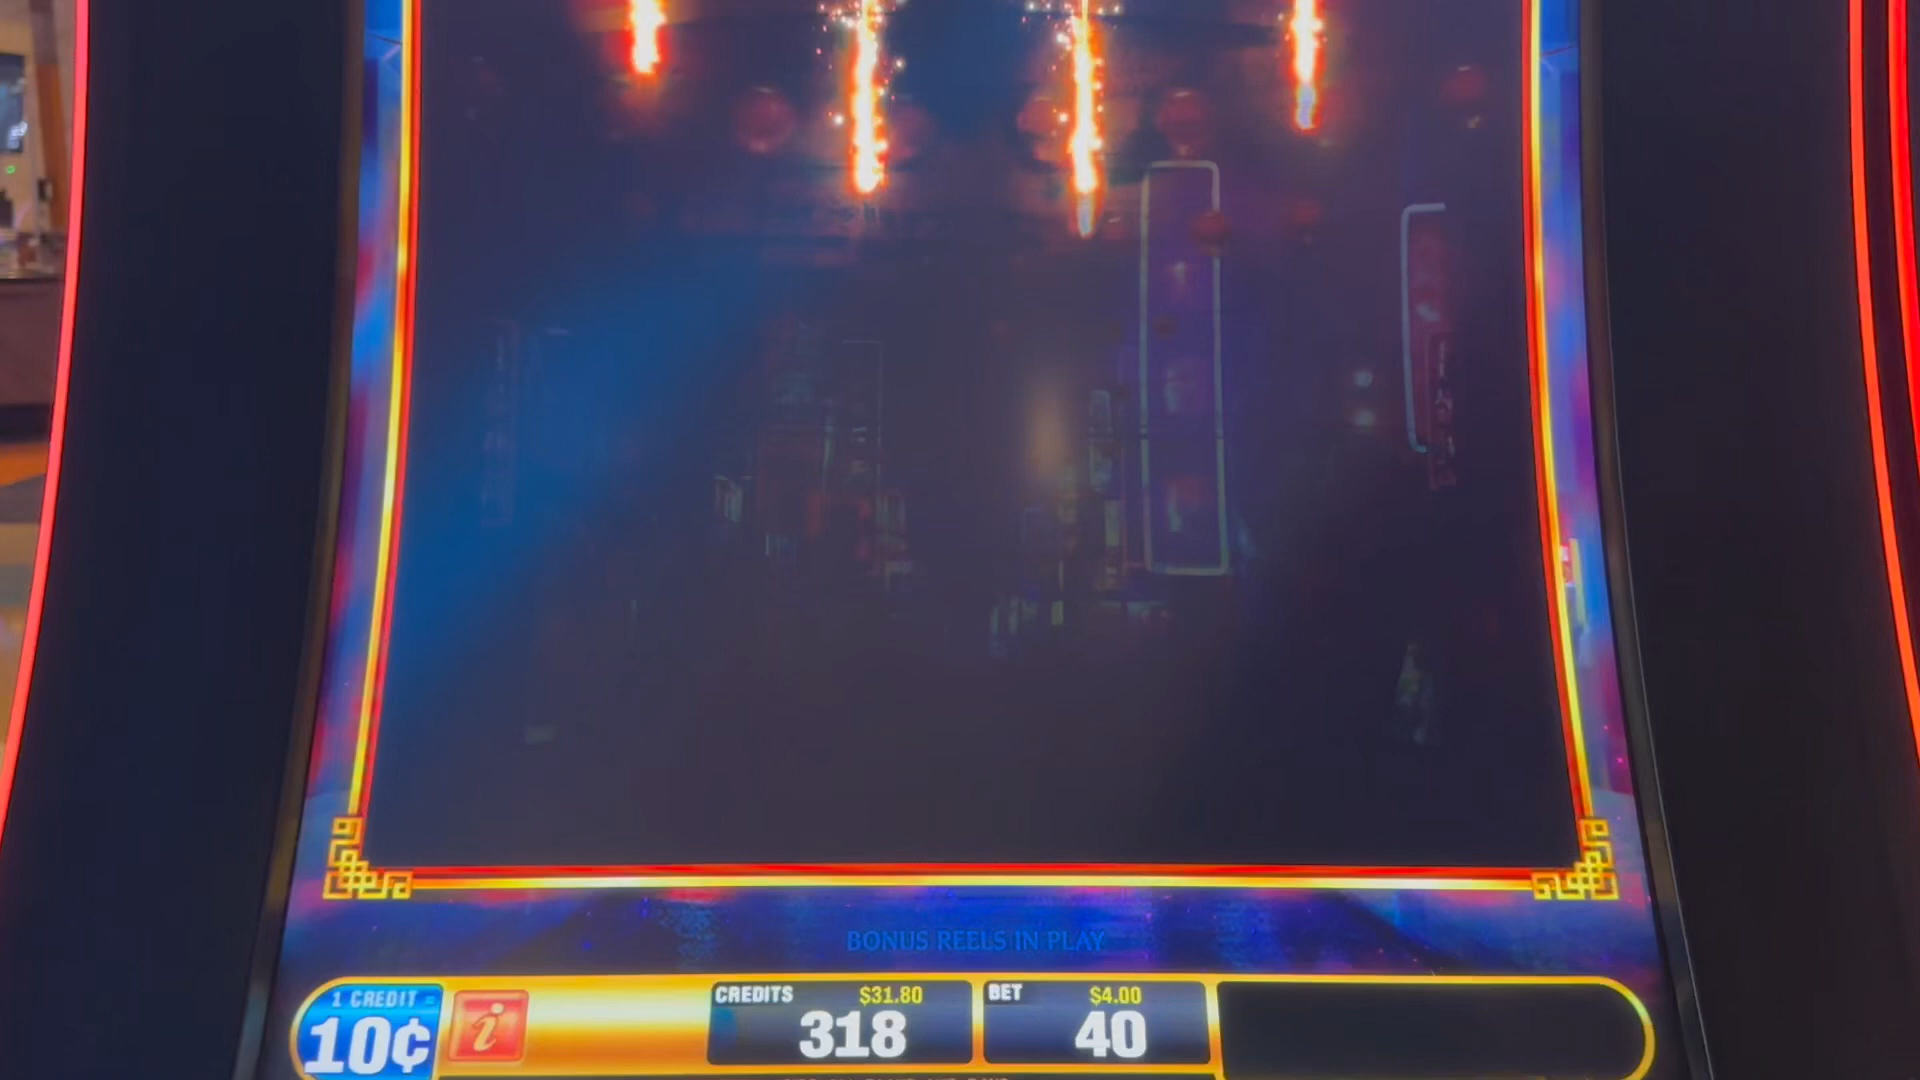 BONUS REELS IN PLAY
1 CREDIT =
10¢
i
CREDITS $31.80
318
BET $4.00
40